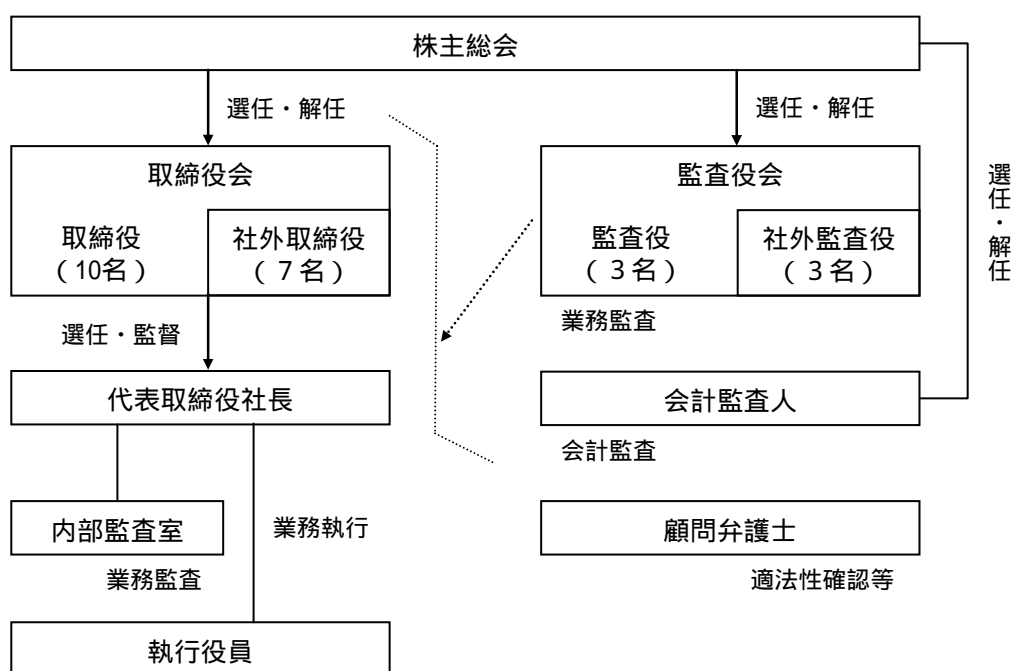 株主総会
選任・解任
選任・解任
選任・解任
取締役会
取締役
（10名）
社外取締役
（７名）
監査役会
監査役
（３名）
社外監査役
（３名）
業務監査
選任・監督
代表取締役社長
会計監査人
会計監査
内部監査室
業務監査
業務執行
顧問弁護士
適法性確認等
執行役員